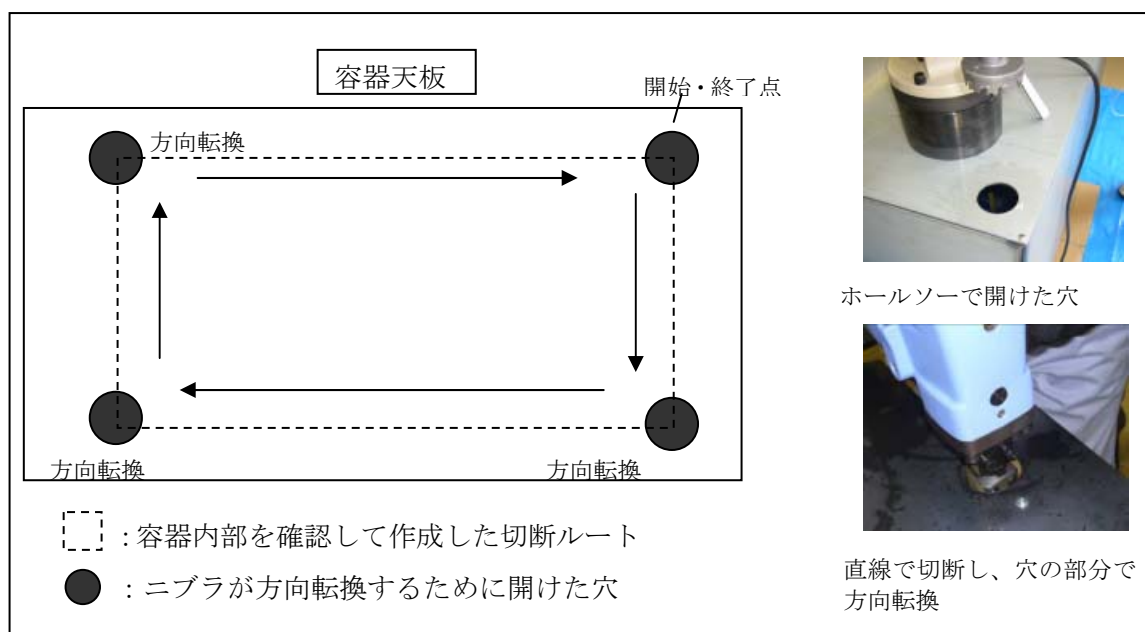 容器天板
開始・終了点
方向転換
方向転換
方向転換
：容器内部を確認して作成した切断ルート
：ニブラが方向転換するために開けた穴
ホールソーで開けた穴
直線で切断し、穴の部分で
方向転換